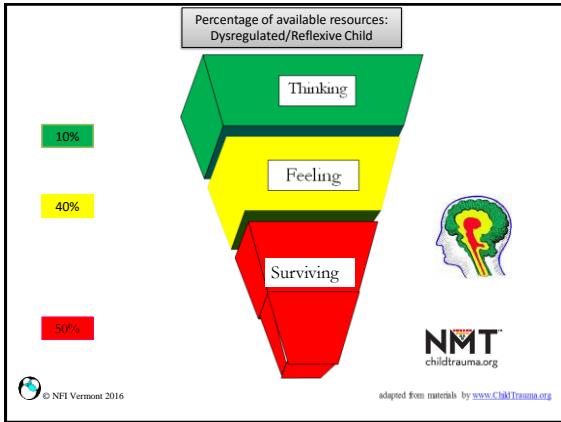 Percentage of available resources:
Dysregulated/Reflexive Child
Thinking
10%
Feeling
40%
Surviving
50%
NMT™
childtrauma.org
© NFI Vermont 2016
adapted from materials by www.ChildTrauma.org